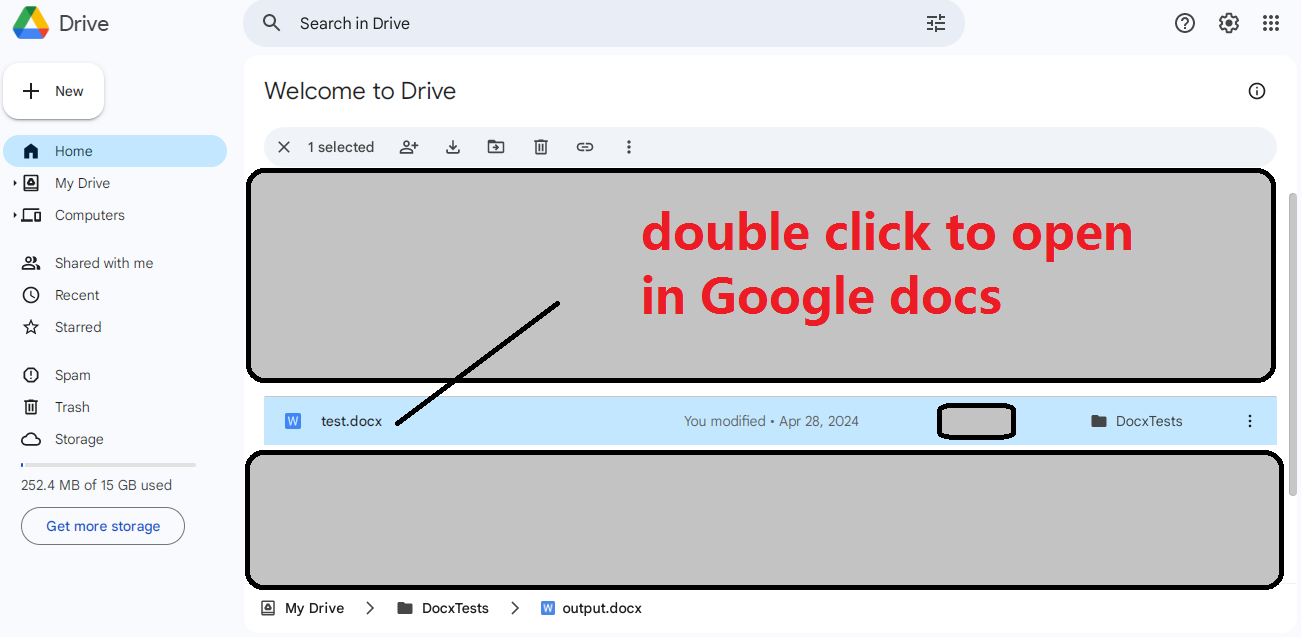 Drive
Search in Drive
New
Welcome to Drive
1 selected
Home
My Drive
Computers
Shared with me
Recent
Starred
Spam
Trash
Storage
252.4 MB of 15 GB used
Get more storage
double click to open
in Google docs
W test.docx You modified • Apr 28, 2024 DocxTests
My Drive DocxTests W output.docx